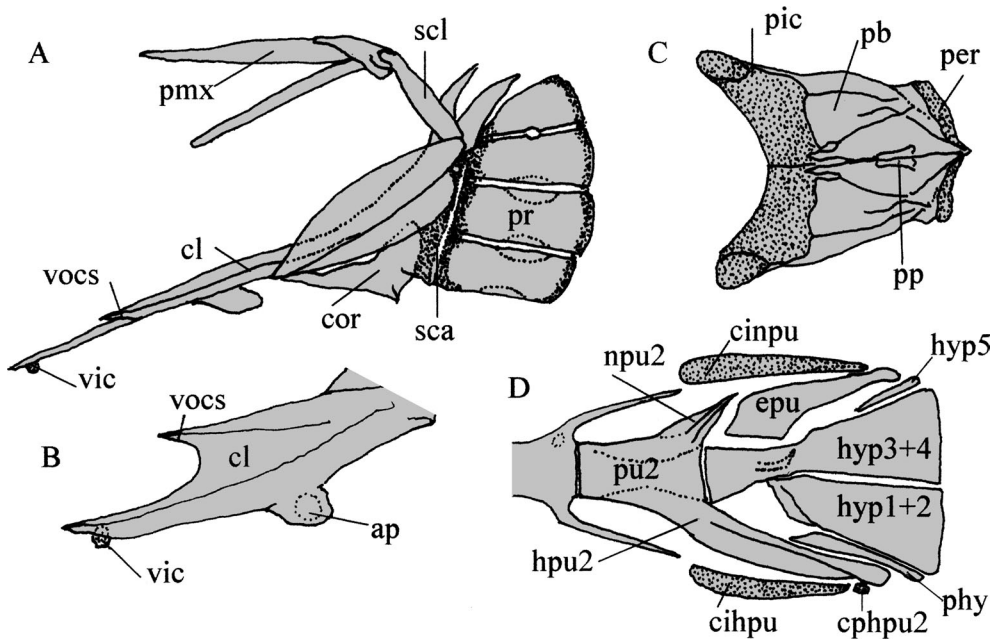 A
pmx
scl
cl
vocs
cor
sca
pr
vic
B
vocs
cl
ap
vic
C
pic
pb
per
pp
D
npu2
cinpu
hyp5
epu
hyp3+4
pu2
hyp1+2
hpu2
cihpu
cphpu2
phy